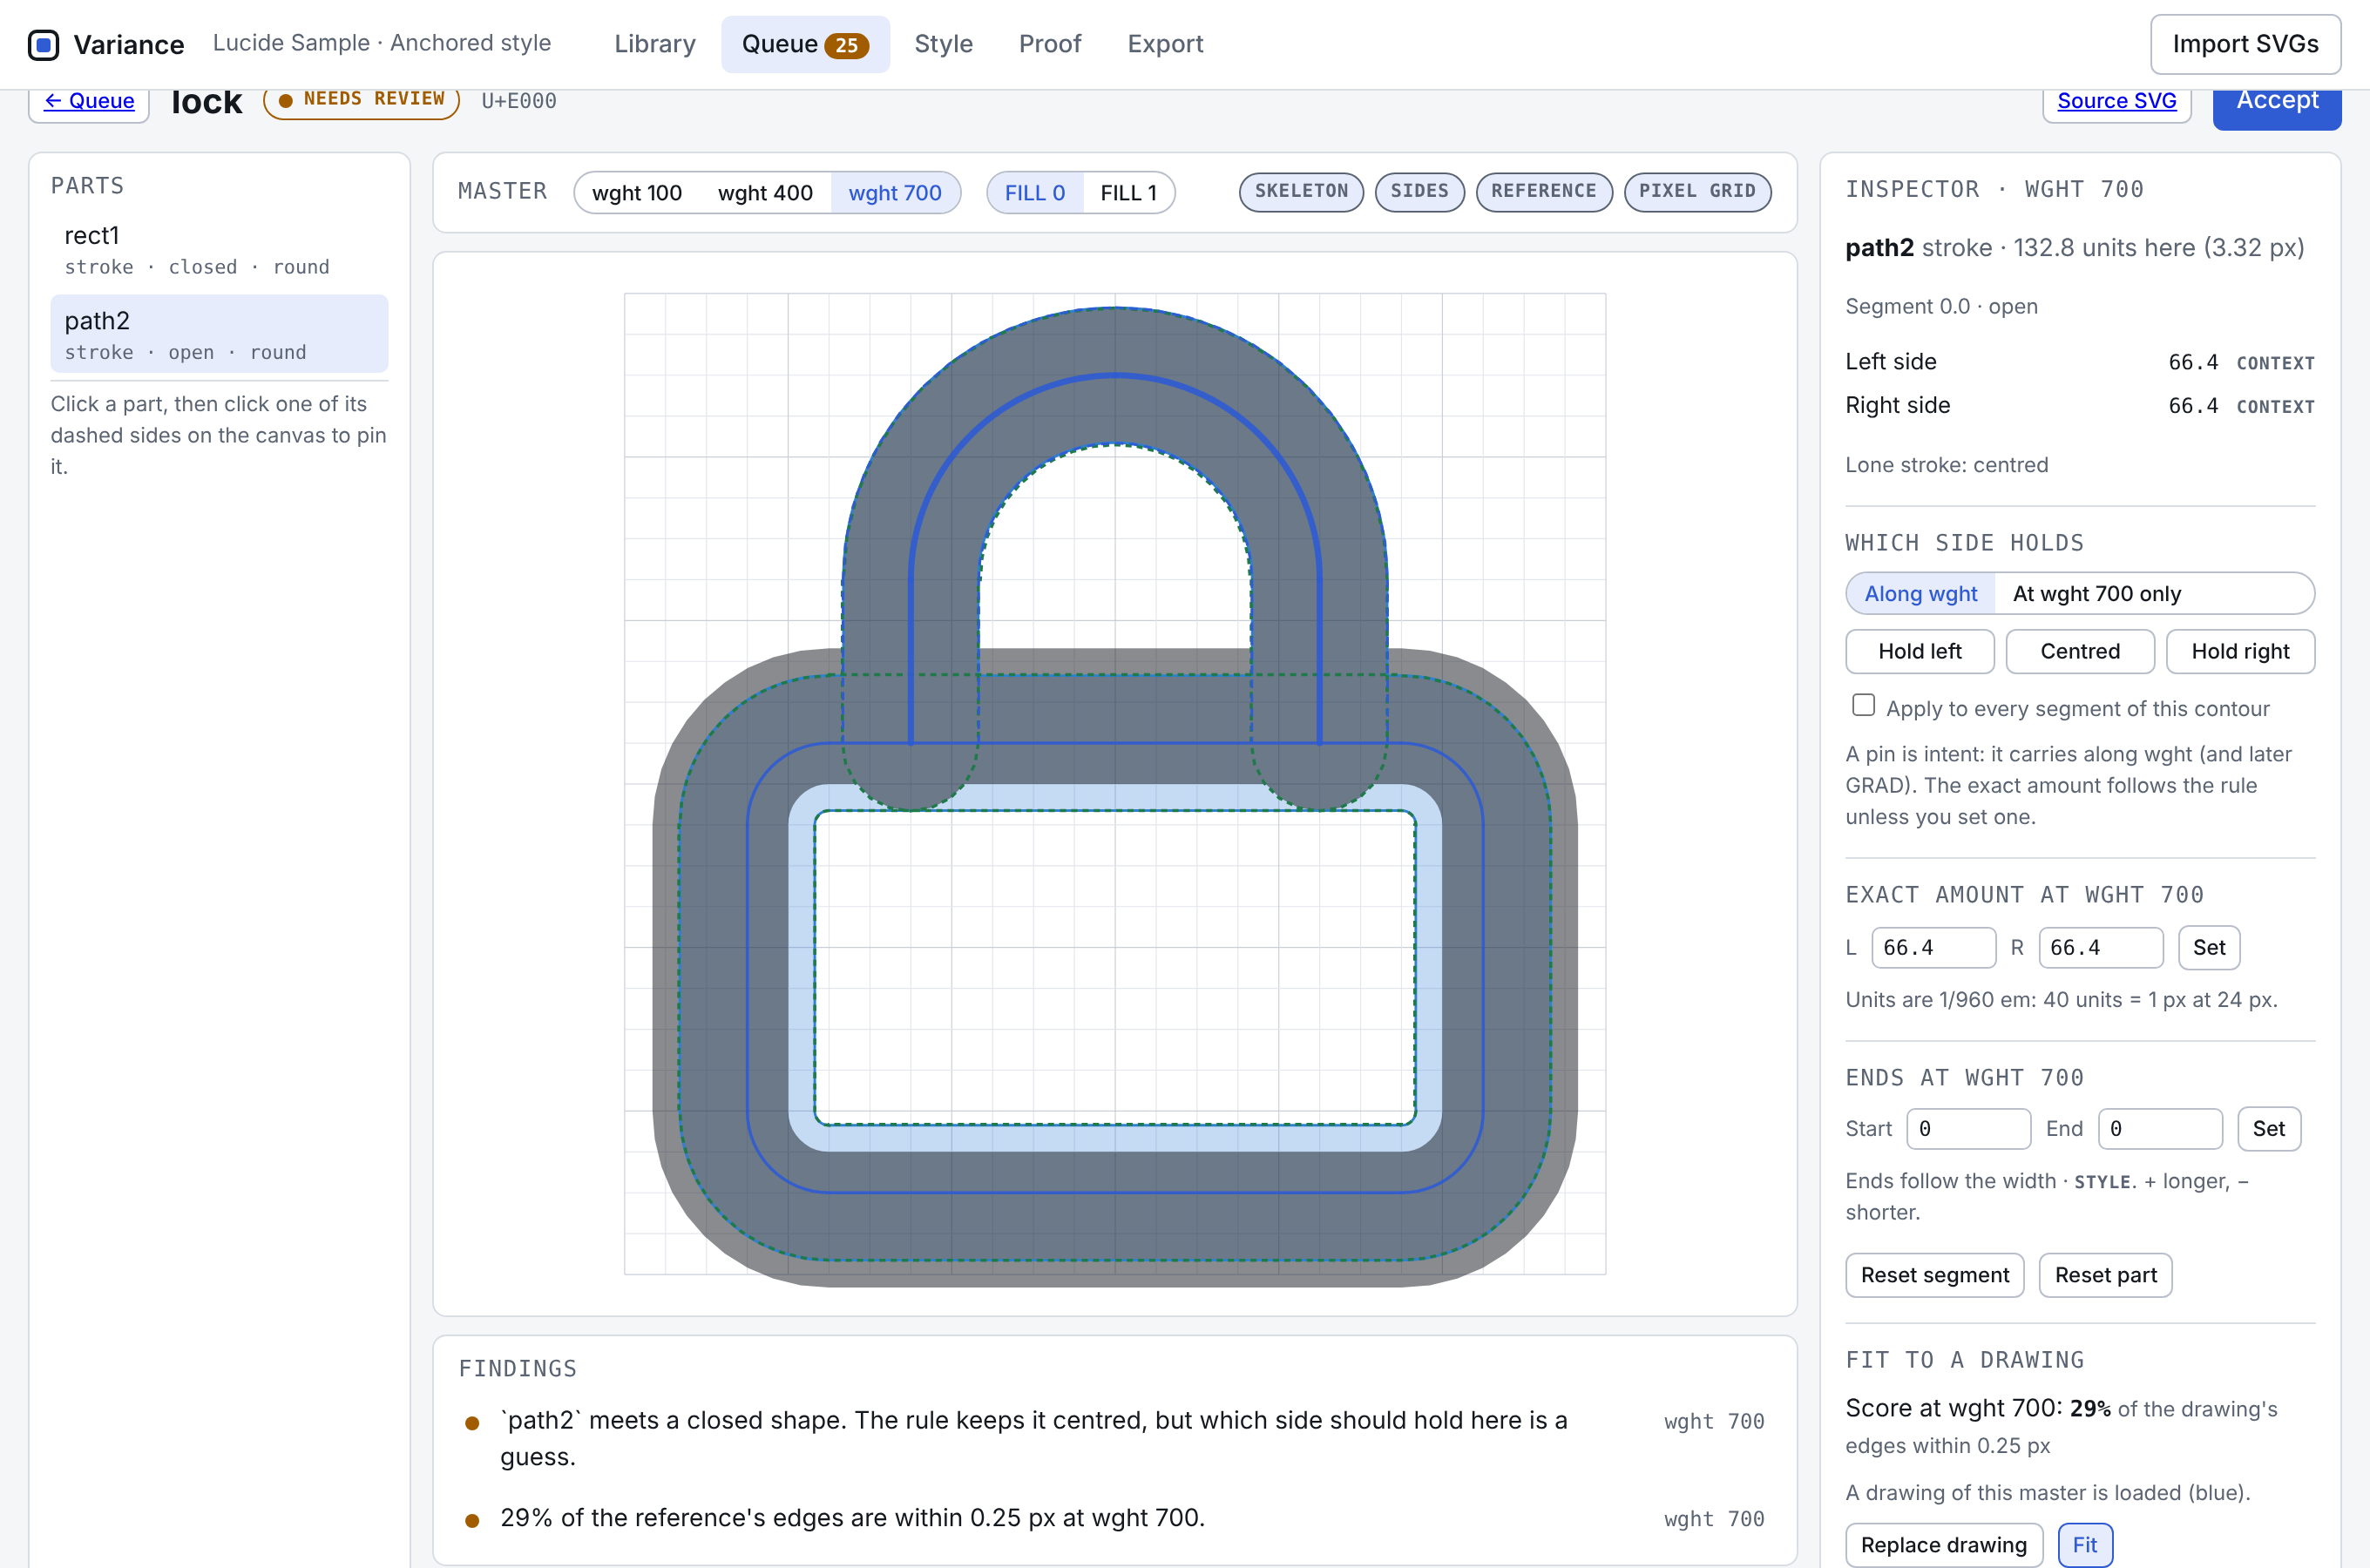 Variance
Lucide Sample · Anchored style
Library
Queue 25
Style
Proof
Export
Import SVGs
← Queue
lock
NEEDS REVIEW
U+E000
Source SVG
Accept
PARTS
rect1
stroke · closed · round
path2
stroke · open · round
Click a part, then click one of its
dashed sides on the canvas to pin
it.
MASTER
wght 100
wght 400
wght 700
FILL 0
FILL 1
SKELETON
SIDES
REFERENCE
PIXEL GRID
FINDINGS
`path2` meets a closed shape. The rule keeps it centred, but which side should hold here is a
guess.
wght 700
29% of the reference's edges are within 0.25 px at wght 700.
wght 700
INSPECTOR · WGHT 700
path2 stroke · 132.8 units here (3.32 px)
Segment 0.0 · open
Left side 66.4 CONTEXT
Right side 66.4 CONTEXT
Lone stroke: centred
WHICH SIDE HOLDS
Along wght
At wght 700 only
Hold left
Centred
Hold right
Apply to every segment of this contour
A pin is intent: it carries along wght (and later
GRAD). The exact amount follows the rule
unless you set one.
EXACT AMOUNT AT WGHT 700
L 66.4 R 66.4 Set
Units are 1/960 em: 40 units = 1 px at 24 px.
ENDS AT WGHT 700
Start 0 End 0 Set
Ends follow the width · STYLE. + longer, −
shorter.
Reset segment
Reset part
FIT TO A DRAWING
Score at wght 700: 29% of the drawing's
edges within 0.25 px
A drawing of this master is loaded (blue).
Replace drawing
Fit